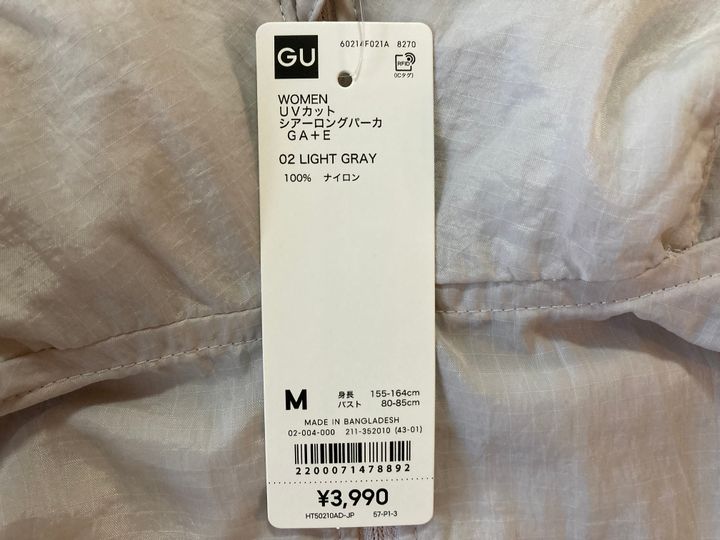 GU
60214F021A 8270
RFID
(ICタグ)
WOMEN
UVカット
シアーロングパーカ
GA+E
02 LIGHT GRAY
100% ナイロン
M 身長 155-164cm
バスト 80-85cm
MADE IN BANGLADESH
02-004-000 211-352010 (43-01)
2200071478892
¥3,990
HT50210AD-JP 57-P1-3